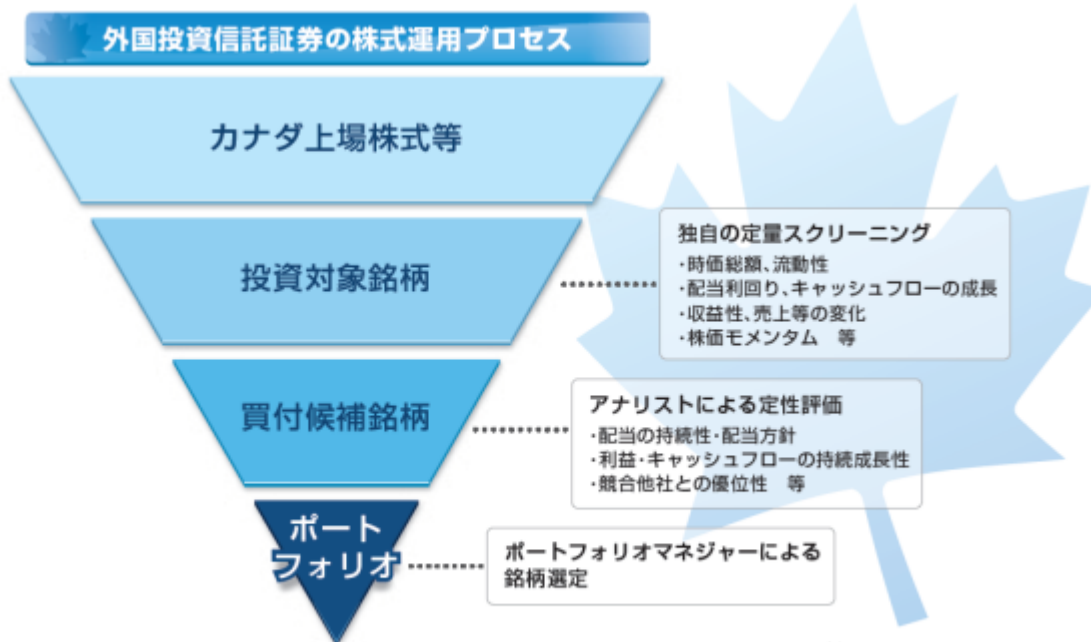 外国投資信託証券の株式運用プロセス
カナダ上場株式等
投資対象銘柄
独自の定量スクリーニング
・時価総額、流動性
・配当利回り、キャッシュフローの成長
・収益性、売上等の変化
・株価モメンタム　等
買付候補銘柄
アナリストによる定性評価
・配当の持続性・配当方針
・利益・キャッシュフローの持続成長性
・競合他社との優位性　等
ポート
フォリオ
ポートフォリオマネジャーによる
銘柄選定